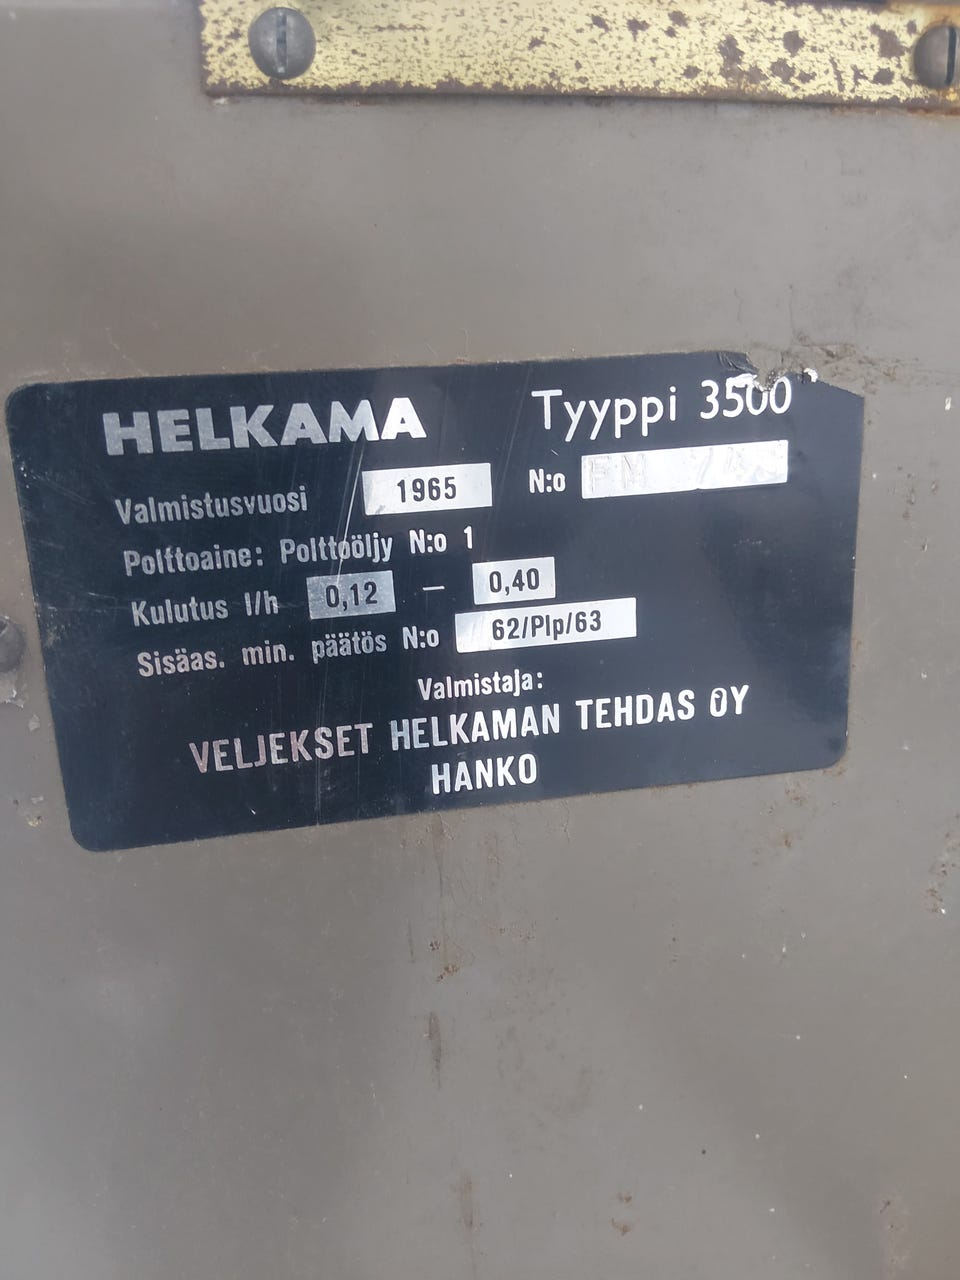 HELKAMA Tyyppi 3500
Valmistusvuosi 1965 N:o
Polttoaine: Polttoöljy N:o 1
Kulutus l/h 0,12 – 0,40
Sisäas. min. päätös N:o 62/Plp/63
Valmistaja:
VELJEKSET HELKAMAN TEHDAS OY
HANKO